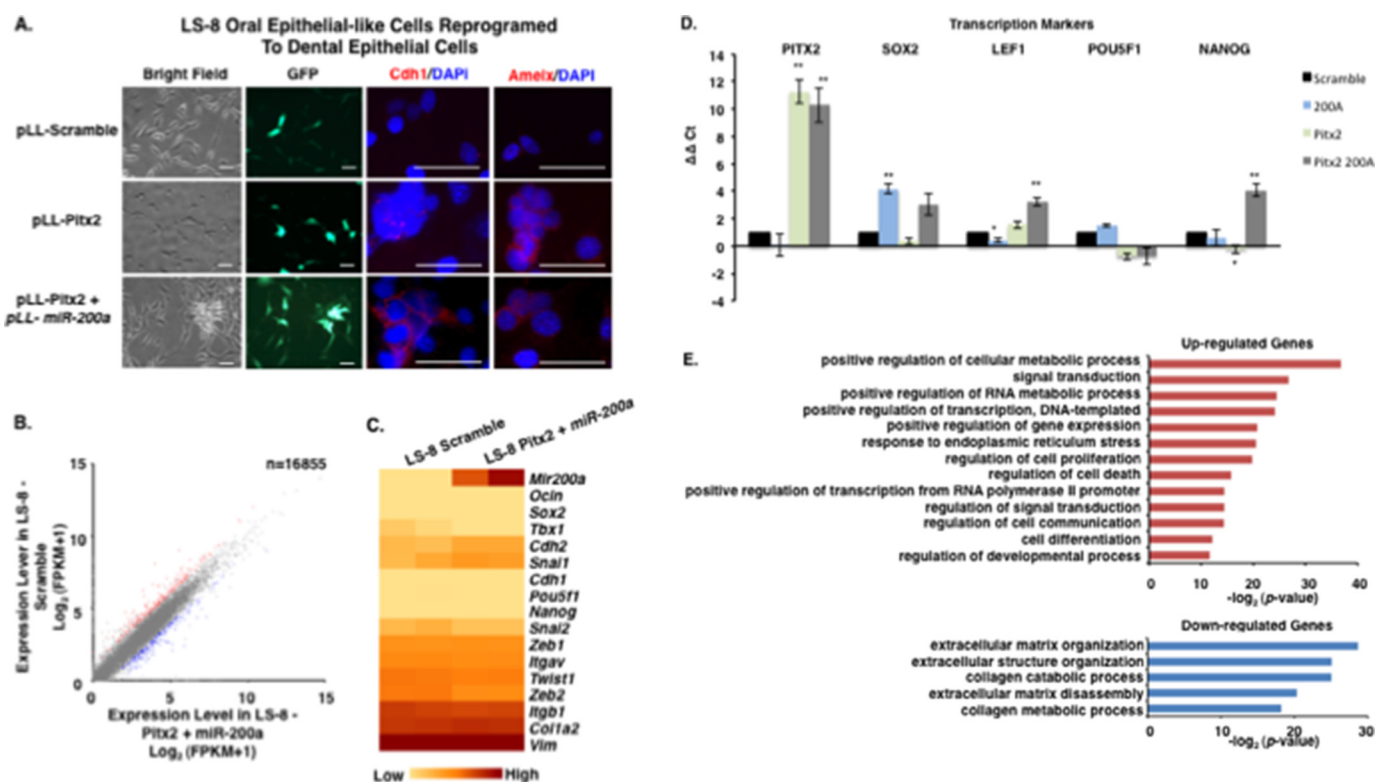 A.
LS-8 Oral Epithelial-like Cells Reprogramed
To Dental Epithelial Cells
Bright Field
GFP
Cdh1/DAPI
Amelx/DAPI
pLL-Scramble
pLL-Pitx2
pLL-Pitx2 +
pLL- miR-200a
B.
n=16855
15
10
5
0
0
5
10
15
Expression Level in LS-8 -
Scramble
Log2 (FPKM+1)
Expression Level in LS-8 -
Pitx2 + miR-200a
Log2 (FPKM+1)
C.
LS-8 Scramble
LS-8 Pitx2 + miR-200a
Mir200a
Ocln
Sox2
Tbx1
Cdh2
Snai1
Cdh1
Pou5f1
Nanog
Snai2
Zeb1
Itgav
Twist1
Zeb2
Itgb1
Col1a2
Vim
Low
High
D.
Transcription Markers
PITX2
SOX2
LEF1
POU5F1
NANOG
14
12
10
8
6
4
2
0
-2
-4
ΔΔ Ct
**
**
**
*
**
**
*
Scramble
200A
Pitx2
Pitx2 200A
E.
Up-regulated Genes
positive regulation of cellular metabolic process
signal transduction
positive regulation of RNA metabolic process
positive regulation of transcription, DNA-templated
positive regulation of gene expression
response to endoplasmic reticulum stress
regulation of cell proliferation
regulation of cell death
positive regulation of transcription from RNA polymerase II promoter
regulation of signal transduction
regulation of cell communication
cell differentiation
regulation of developmental process
0
10
20
30
40
-log2 (p-value)
Down-regulated Genes
extracellular matrix organization
extracellular structure organization
collagen catabolic process
extracellular matrix disassembly
collagen metabolic process
0
10
20
30
-log2 (p-value)